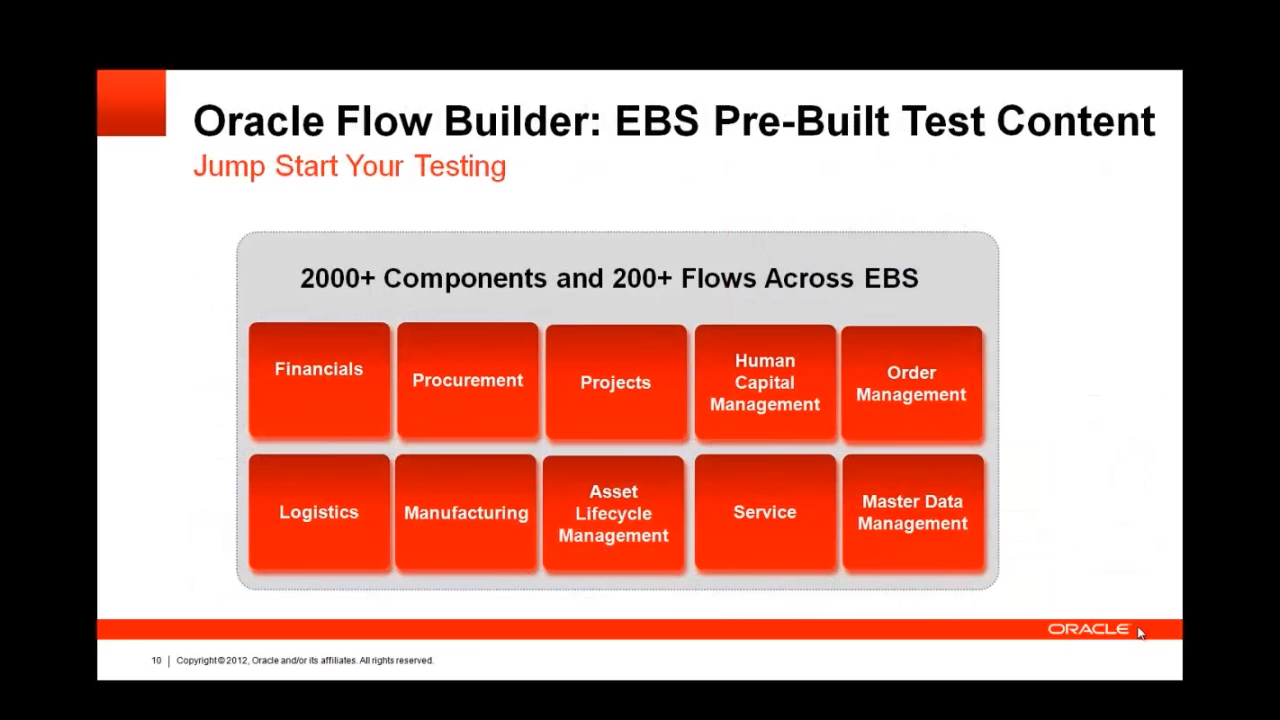 Oracle Flow Builder: EBS Pre-Built Test Content
Jump Start Your Testing
2000+ Components and 200+ Flows Across EBS
Financials
Procurement
Projects
Human
Capital
Management
Order
Management
Logistics
Manufacturing
Asset
Lifecycle
Management
Service
Master Data
Management
ORACLE
10 | Copyright © 2012, Oracle and/or its affiliates. All rights reserved.